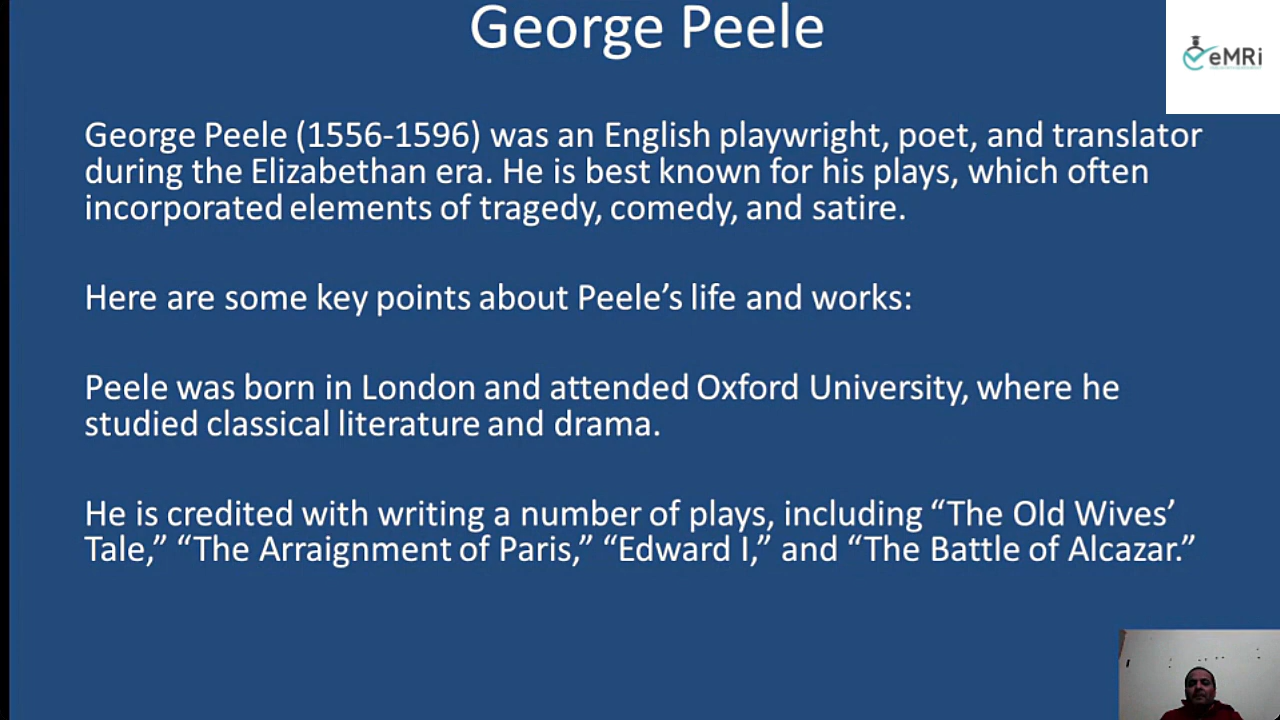 George Peele
eMRi
George Peele (1556-1596) was an English playwright, poet, and translator
during the Elizabethan era. He is best known for his plays, which often
incorporated elements of tragedy, comedy, and satire.
Here are some key points about Peele’s life and works:
Peele was born in London and attended Oxford University, where he
studied classical literature and drama.
He is credited with writing a number of plays, including “The Old Wives’
Tale,” “The Arraignment of Paris,” “Edward I,” and “The Battle of Alcazar.”